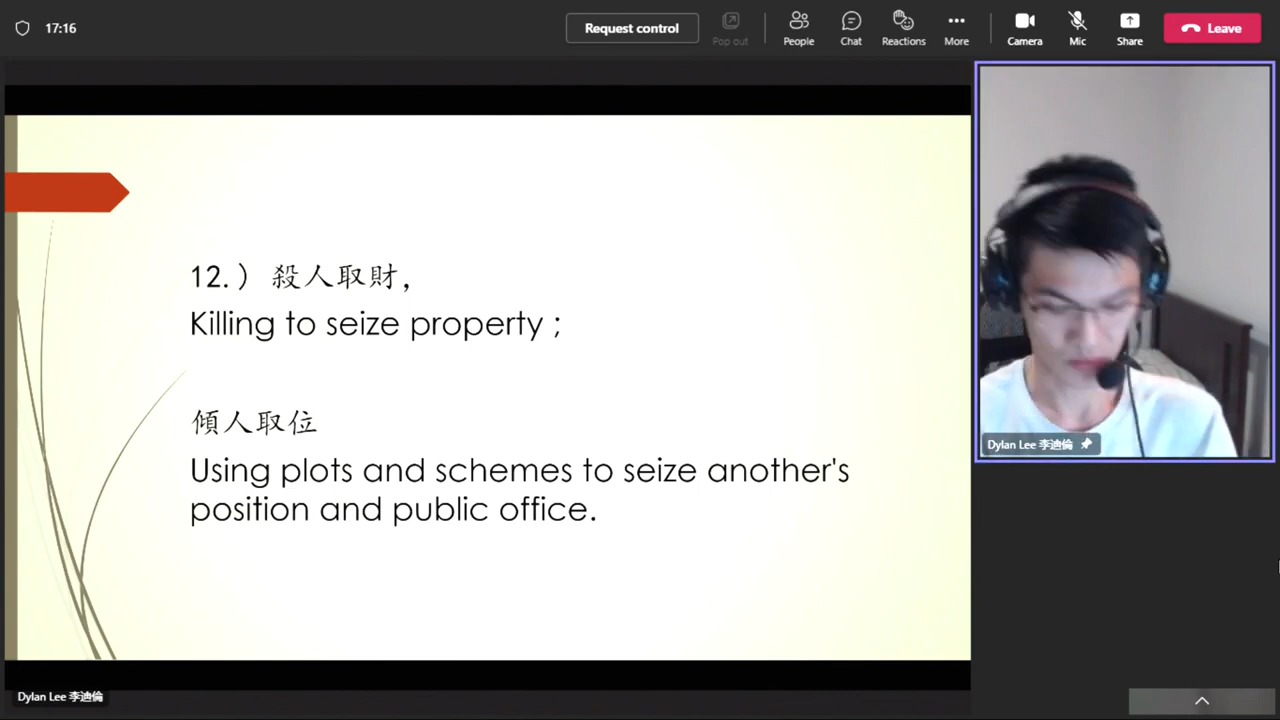 17:16
Request control
Pop out
People
Chat
Reactions
More
Camera
Mic
Share
Leave
12.）殺人取財,
Killing to seize property ;
傾人取位
Using plots and schemes to seize another's
position and public office.
Dylan Lee 李迪倫
Dylan Lee 李迪倫